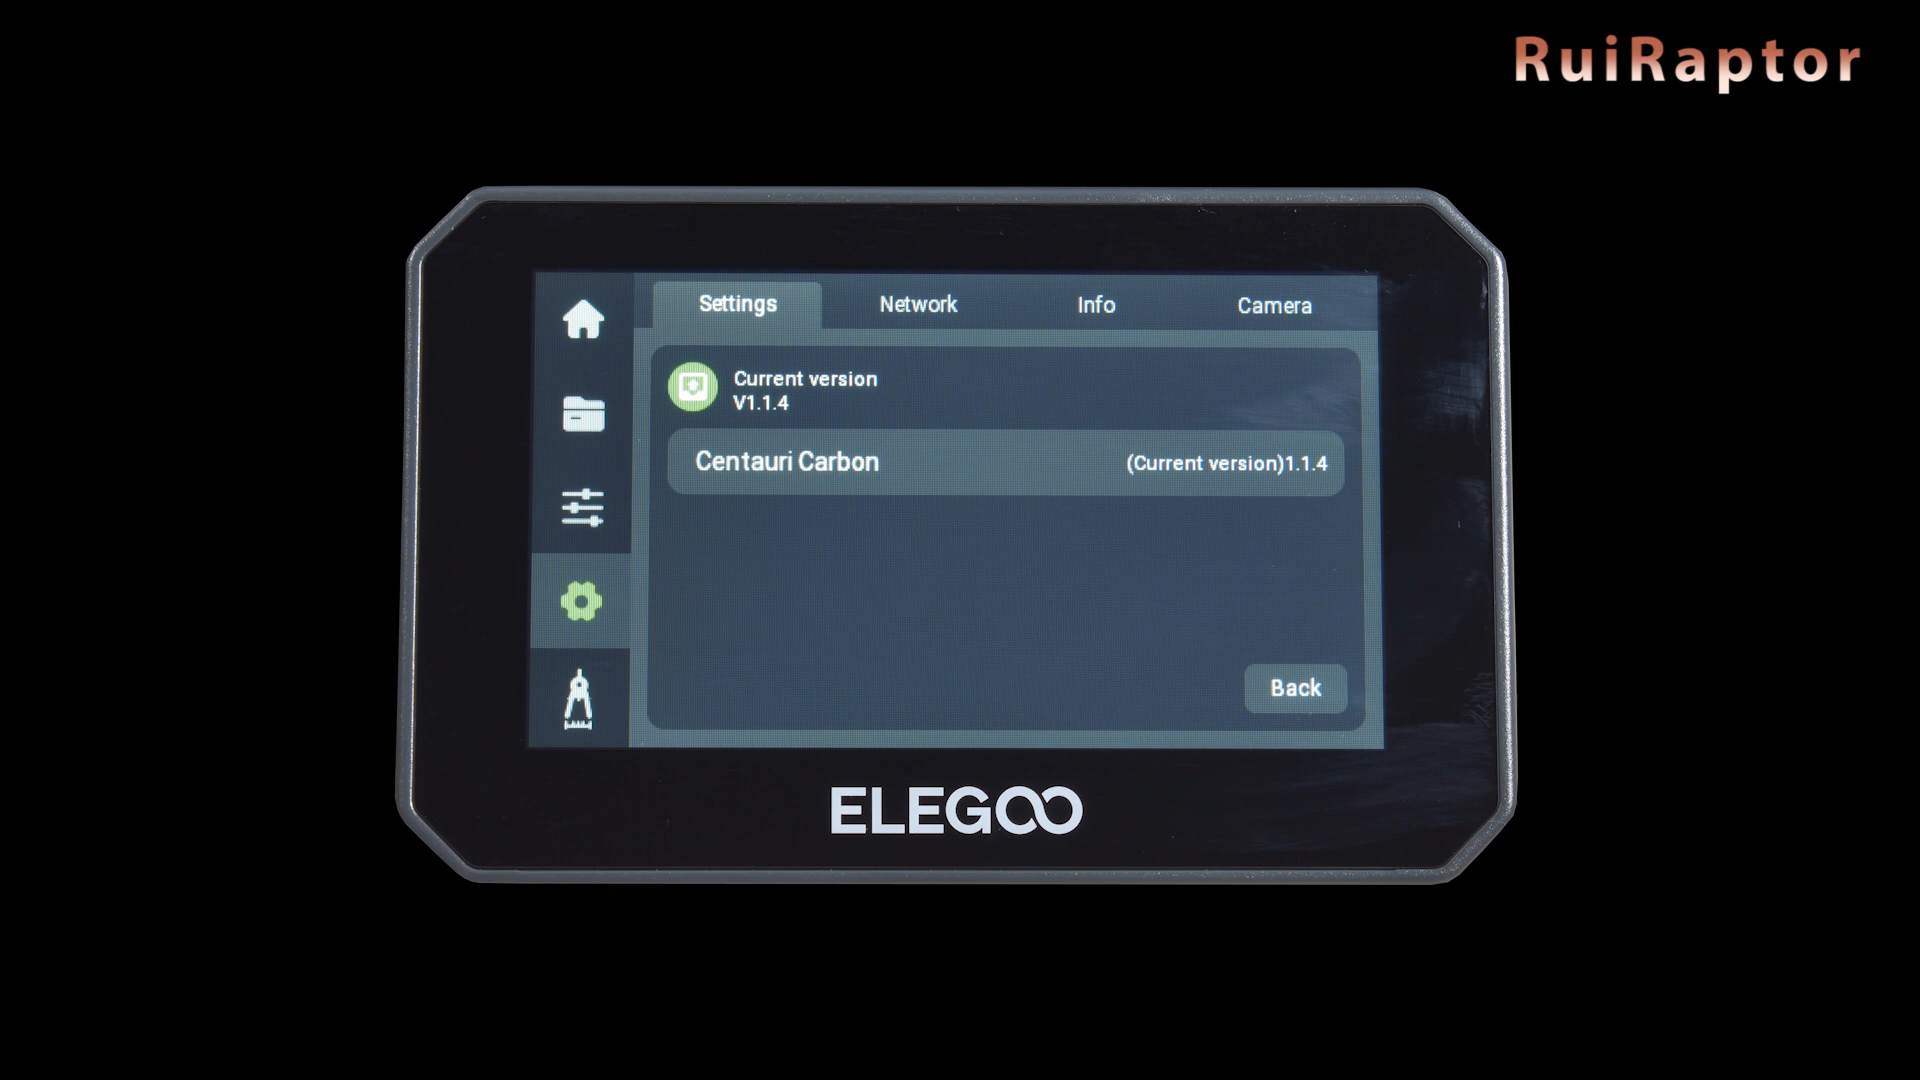 RuiRaptor
Settings
Network
Info
Camera
Current version
V1.1.4
Centauri Carbon
(Current version)1.1.4
Back
ELEGOO